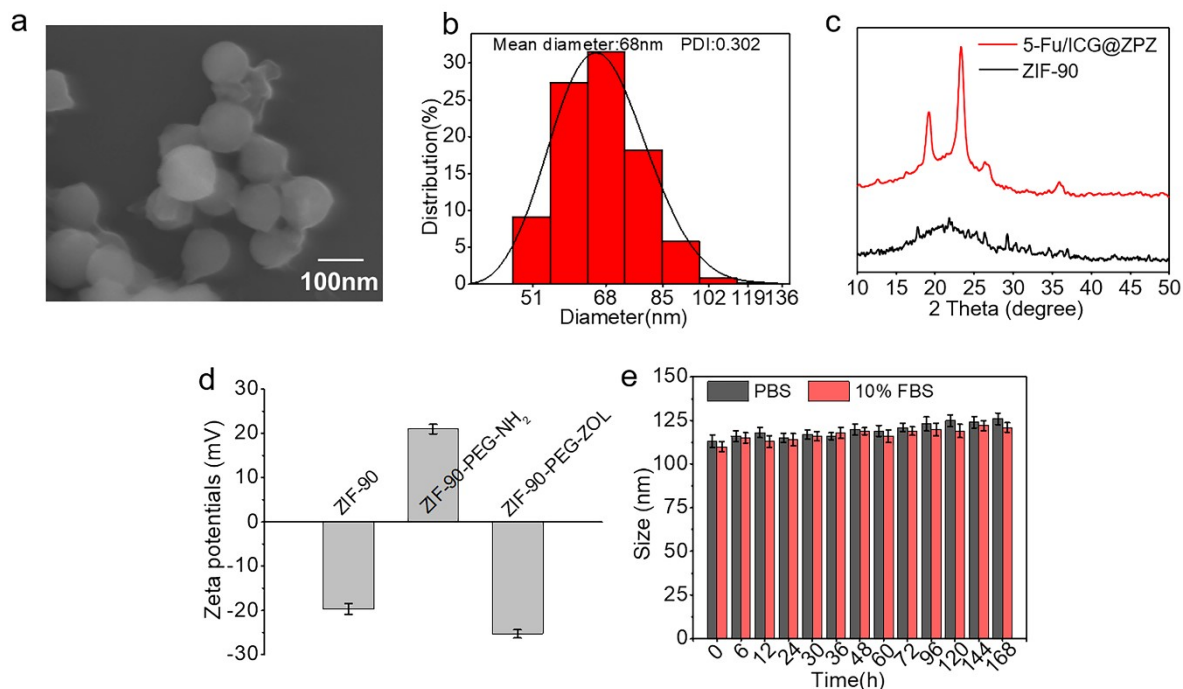 a
100nm
b
Mean diameter:68nm PDI:0.302
30
25
20
15
10
5
0
Distribution(%)
51 68 85 102 119136
Diameter(nm)
c
5-Fu/ICG@ZPZ
ZIF-90
10 15 20 25 30 35 40 45 50
2 Theta (degree)
d
30
20
10
0
-10
-20
-30
Zeta potentials (mV)
ZIF-90
ZIF-90-PEG-NH₂
ZIF-90-PEG-ZOL
e
PBS 10% FBS
150
125
100
75
50
Size (nm)
0 6 12 24 30 36 48 60 72 96 120 144 168
Time(h)